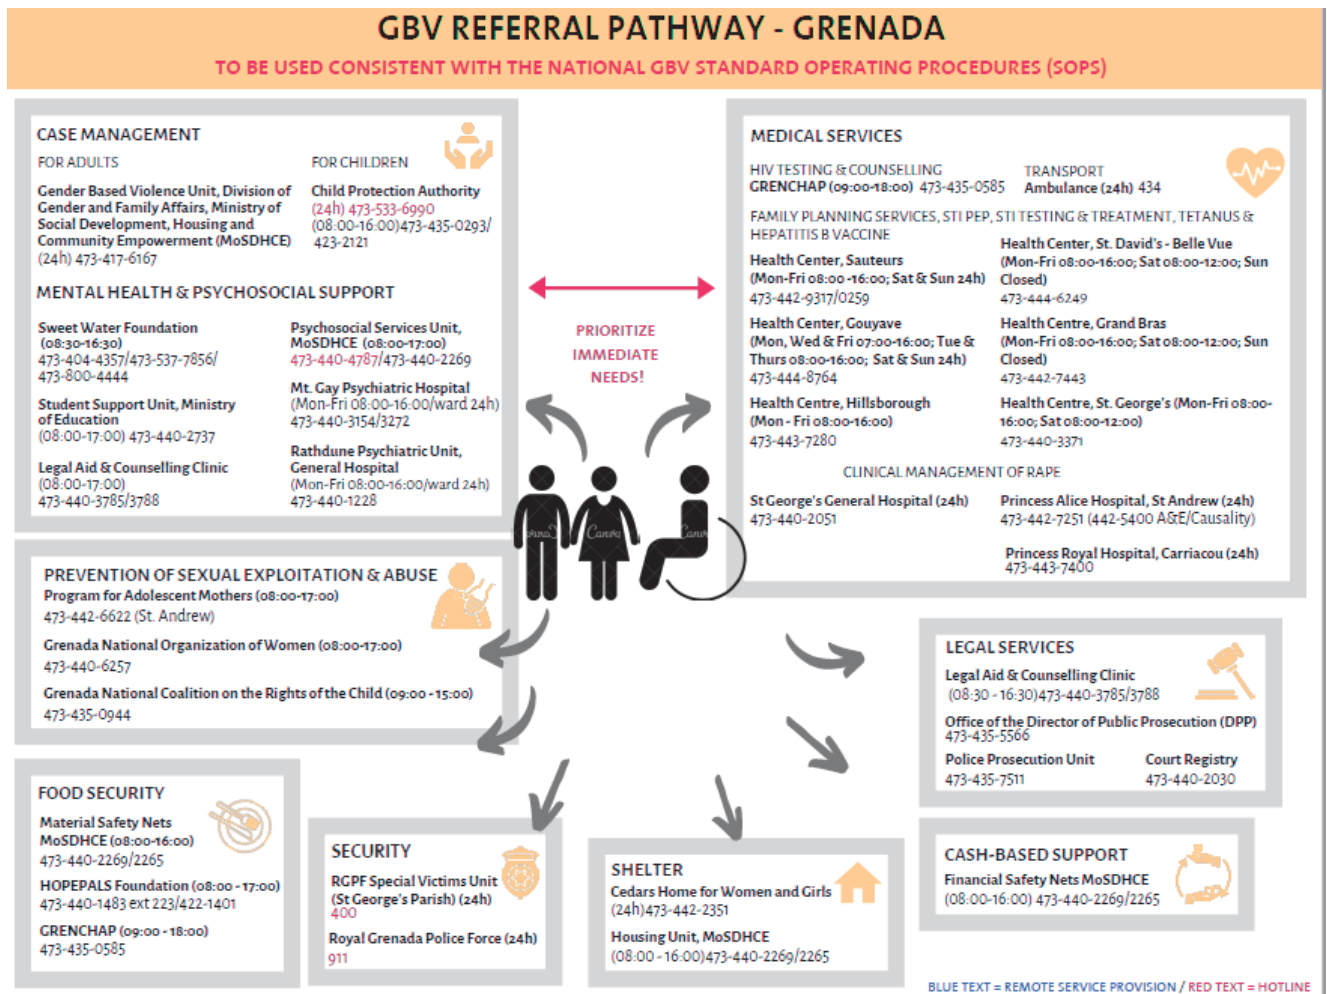 GBV REFERRAL PATHWAY - GRENADA
TO BE USED CONSISTENT WITH THE NATIONAL GBV STANDARD OPERATING PROCEDURES (SOPS)
CASE MANAGEMENT
FOR ADULTS
Gender Based Violence Unit, Division of
Gender and Family Affairs, Ministry of
Social Development, Housing and
Community Empowerment (MoSDHCE)
(24h) 473-417-6167
FOR CHILDREN
Child Protection Authority
(24h) 473-533-6990
(08:00-16:00)473-435-0293/
423-2121
MENTAL HEALTH & PSYCHOSOCIAL SUPPORT
Sweet Water Foundation
(08:30-16:30)
473-404-4357/473-537-7856/
473-800-4444
Student Support Unit, Ministry
of Education
(08:00-17:00) 473-440-2737
Legal Aid & Counselling Clinic
(08:00-17:00)
473-440-3785/3788
Psychosocial Services Unit,
MoSDHCE (08:00-17:00)
473-440-4787/473-440-2269
Mt. Gay Psychiatric Hospital
(Mon-Fri 08:00-16:00/ward 24h)
473-440-3154/3272
Rathdune Psychiatric Unit,
General Hospital
(Mon-Fri 08:00-16:00/ward 24h)
473-440-1228
PRIORITIZE
IMMEDIATE
NEEDS!
Canva
Canva
MEDICAL SERVICES
HIV TESTING & COUNSELLING
GRENCHAP (09:00-18:00) 473-435-0585
TRANSPORT
Ambulance (24h) 434
FAMILY PLANNING SERVICES, STI PEP, STI TESTING & TREATMENT, TETANUS &
HEPATITIS B VACCINE
Health Center, Sauteurs
(Mon-Fri 08:00 -16:00; Sat & Sun 24h)
473-442-9317/0259
Health Center, Gouyave
(Mon, Wed & Fri 07:00-16:00; Tue &
Thurs 08:00-16:00; Sat & Sun 24h)
473-444-8764
Health Centre, Hillsborough
(Mon - Fri 08:00-16:00)
473-443-7280
Health Center, St. David's - Belle Vue
(Mon-Fri 08:00-16:00; Sat 08:00-12:00; Sun
Closed)
473-444-6249
Health Centre, Grand Bras
(Mon-Fri 08:00-16:00; Sat 08:00-12:00; Sun
Closed)
473-442-7443
Health Centre, St. George's (Mon-Fri 08:00-
16:00; Sat 08:00-12:00)
473-440-3371
CLINICAL MANAGEMENT OF RAPE
St George's General Hospital (24h)
473-440-2051
Princess Alice Hospital, St Andrew (24h)
473-442-7251 (442-5400 A&E/Causality)
Princess Royal Hospital, Carriacou (24h)
473-443-7400
PREVENTION OF SEXUAL EXPLOITATION & ABUSE
Program for Adolescent Mothers (08:00-17:00)
473-442-6622 (St. Andrew)
Grenada National Organization of Women (08:00-17:00)
473-440-6257
Grenada National Coalition on the Rights of the Child (09:00 - 15:00)
473-435-0944
LEGAL SERVICES
Legal Aid & Counselling Clinic
(08:30 - 16:30)473-440-3785/3788
Office of the Director of Public Prosecution (DPP)
473-435-5566
Police Prosecution Unit
473-435-7511
Court Registry
473-440-2030
FOOD SECURITY
Material Safety Nets
MoSDHCE (08:00-16:00)
473-440-2269/2265
HOPEPALS Foundation (08:00 - 17:00)
473-440-1483 ext 223/422-1401
GRENCHAP (09:00 - 18:00)
473-435-0585
SECURITY
RGPF Special Victims Unit
(St George's Parish) (24h)
400
Royal Grenada Police Force (24h)
911
SHELTER
Cedars Home for Women and Girls
(24h)473-442-2351
Housing Unit, MoSDHCE
(08:00 - 16:00)473-440-2269/2265
CASH-BASED SUPPORT
Financial Safety Nets MoSDHCE
(08:00-16:00) 473-440-2269/2265
BLUE TEXT = REMOTE SERVICE PROVISION / RED TEXT = HOTLINE